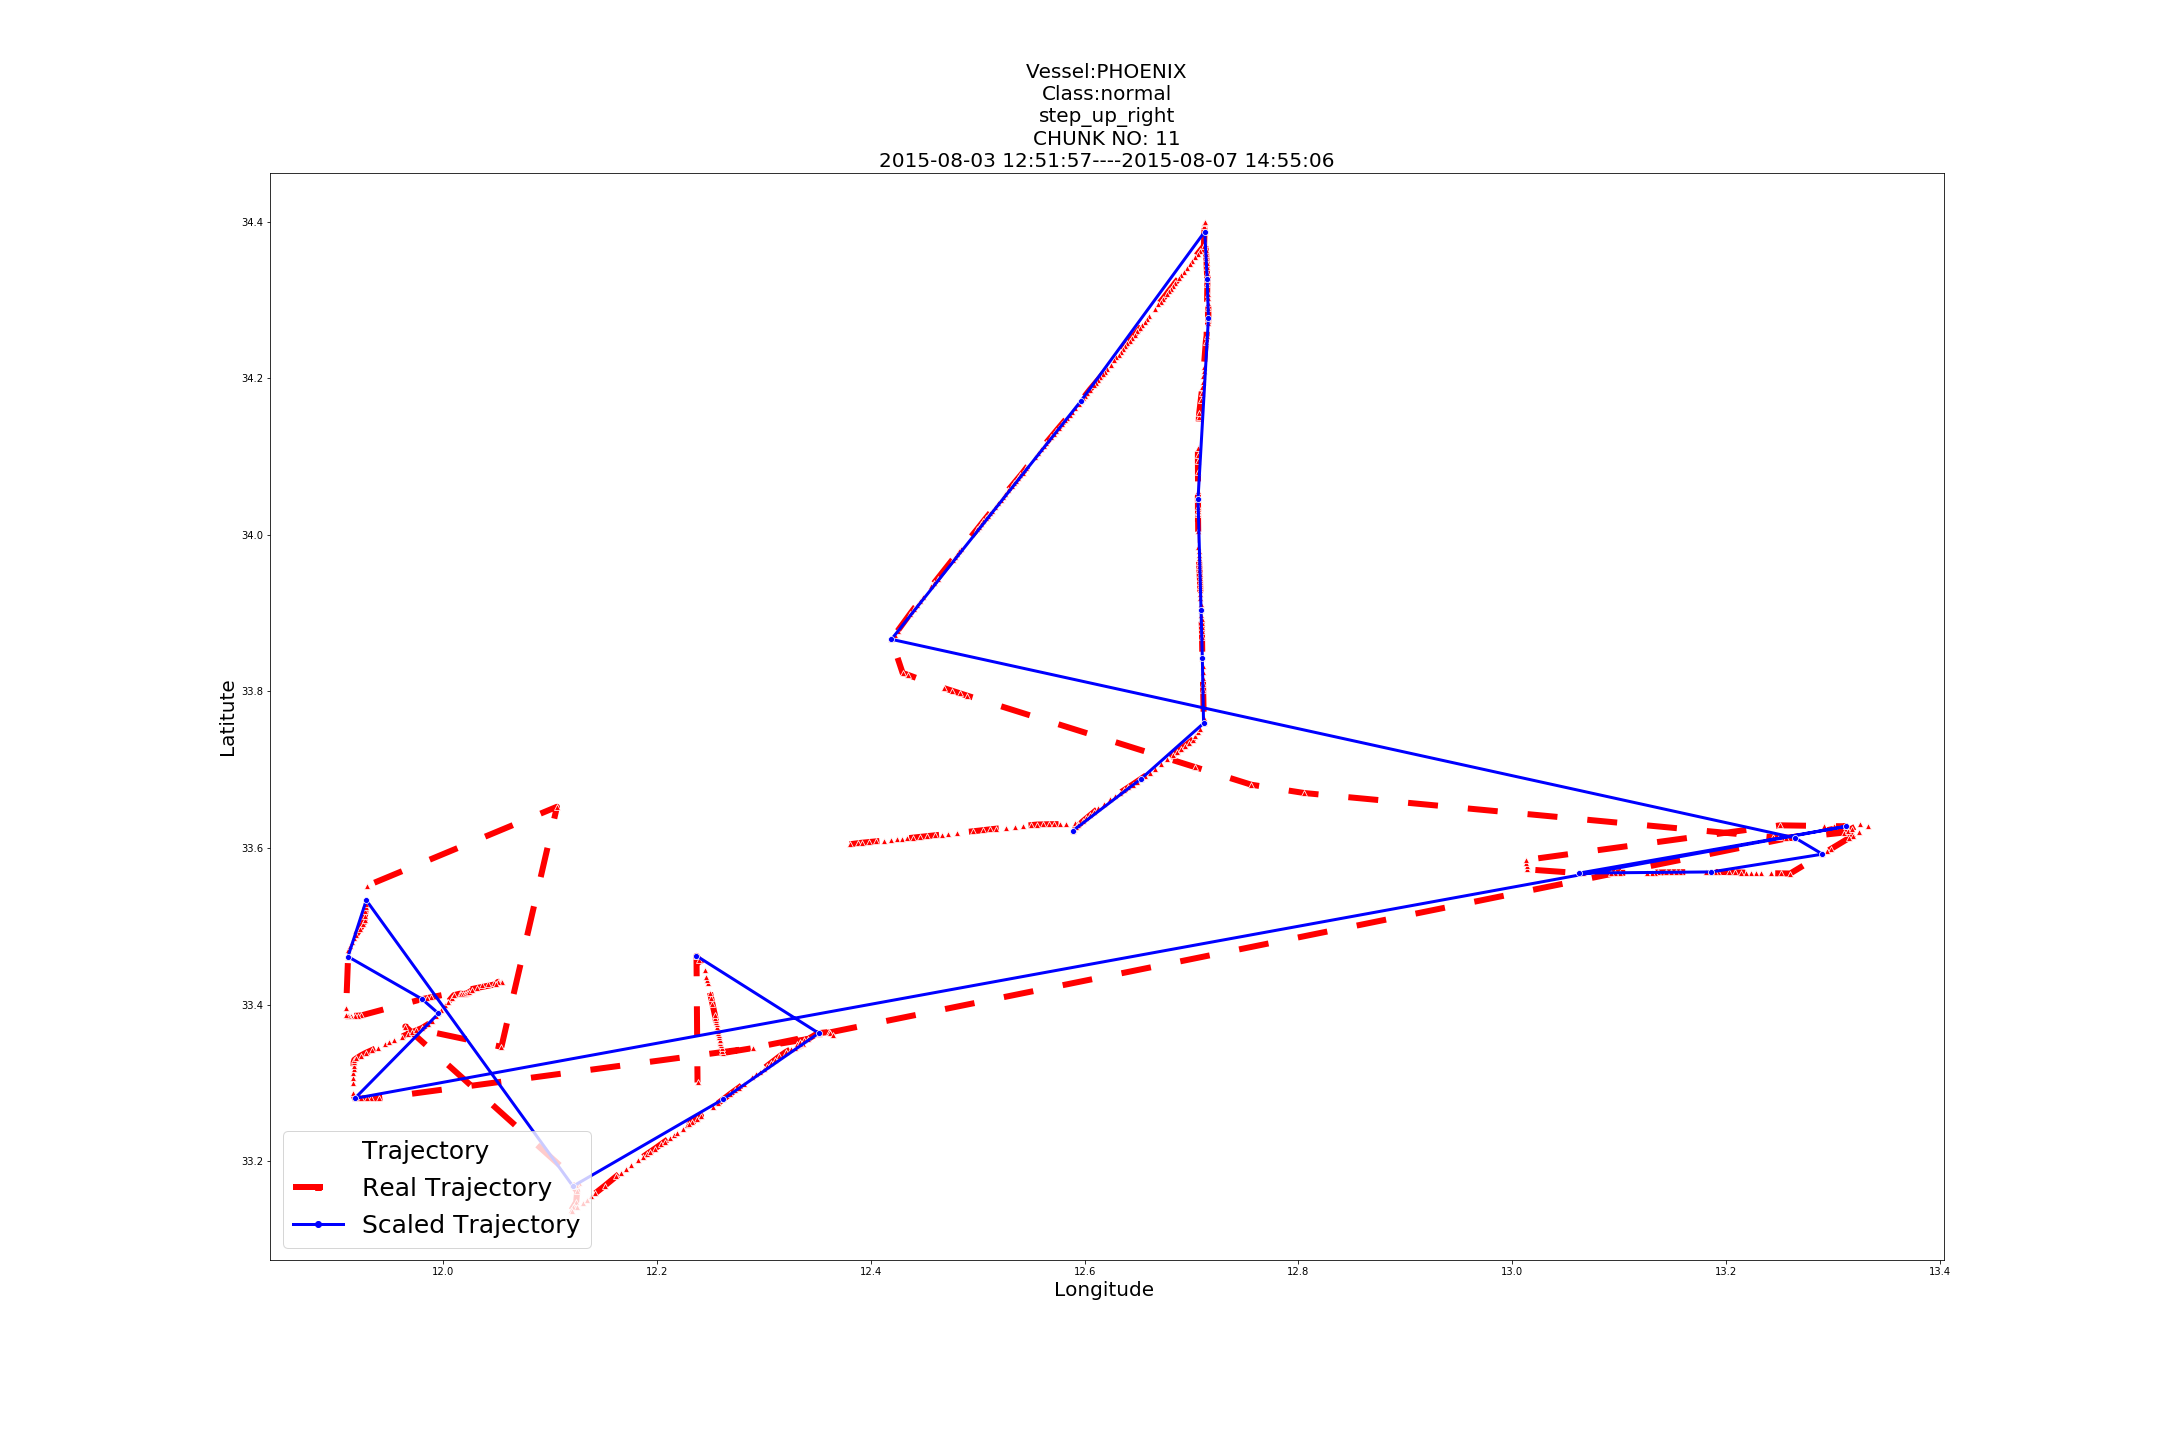 Vessel:PHOENIX
Class:normal
step_up_right
CHUNK NO: 11
2015-08-03 12:51:57----2015-08-07 14:55:06
34.4
34.2
34.0
33.8
33.6
33.4
33.2
Latitute
Trajectory
Real Trajectory
Scaled Trajectory
12.0 12.2 12.4 12.6 12.8 13.0 13.2 13.4
Longitude